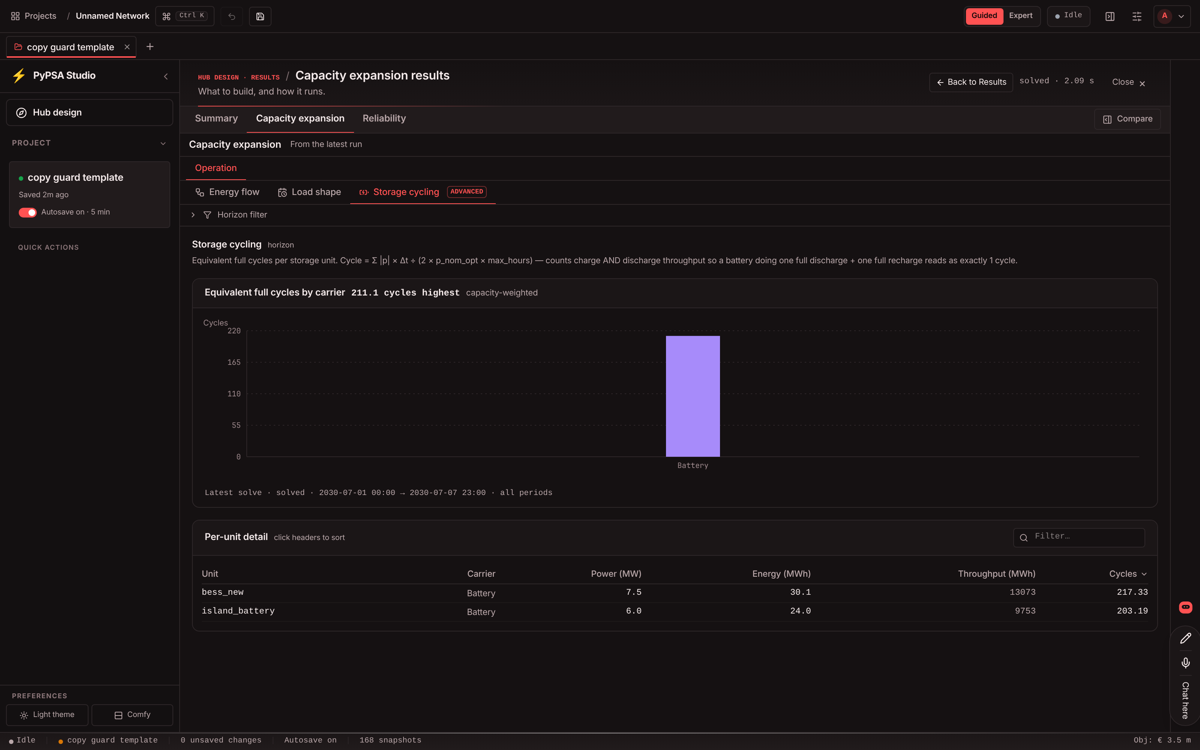 Projects / Unnamed Network Ctrl K Guided Expert Idle A
copy guard template
PyPSA Studio
Hub design
PROJECT
copy guard template
Saved 2m ago
Autosave on · 5 min
QUICK ACTIONS
HUB DESIGN · RESULTS / Capacity expansion results
What to build, and how it runs.
Back to Results solved · 2.09 s Close
Summary Capacity expansion Reliability Compare
Capacity expansion From the latest run
Operation
Energy flow Load shape Storage cycling ADVANCED
Horizon filter
Storage cycling horizon
Equivalent full cycles per storage unit. Cycle = Σ |p| × Δt ÷ (2 × p_nom_opt × max_hours) — counts charge AND discharge throughput so a battery doing one full discharge + one full recharge reads as exactly 1 cycle.
Equivalent full cycles by carrier 211.1 cycles highest capacity-weighted
Cycles
220
165
110
55
0
Battery
Latest solve · solved · 2030-07-01 00:00 → 2030-07-07 23:00 · all periods
Per-unit detail click headers to sort Filter…
Unit Carrier Power (MW) Energy (MWh) Throughput (MWh) Cycles
bess_new Battery 7.5 30.1 13073 217.33
island_battery Battery 6.0 24.0 9753 203.19
Chat here
PREFERENCES
Light theme Comfy
Idle copy guard template 0 unsaved changes Autosave on 168 snapshots Obj: € 3.5 m